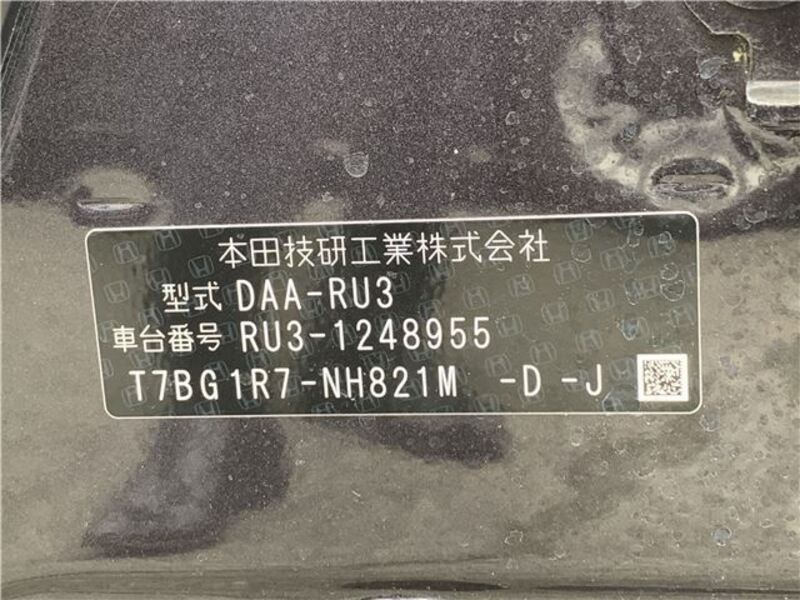 本田技研工業株式会社
型式 DAA-RU3
車台番号 RU3-1248955
T7BG1R7-NH821M -D -J